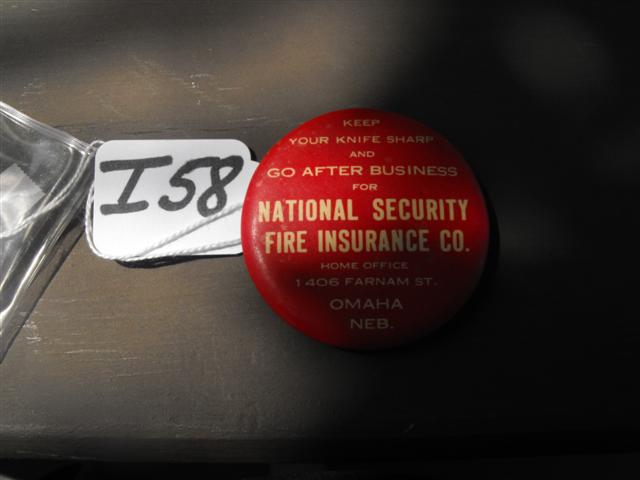 I58
KEEP
YOUR KNIFE SHARP
AND
GO AFTER BUSINESS
FOR
NATIONAL SECURITY
FIRE INSURANCE CO.
HOME OFFICE
1406 FARNAM ST.
OMAHA
NEB.